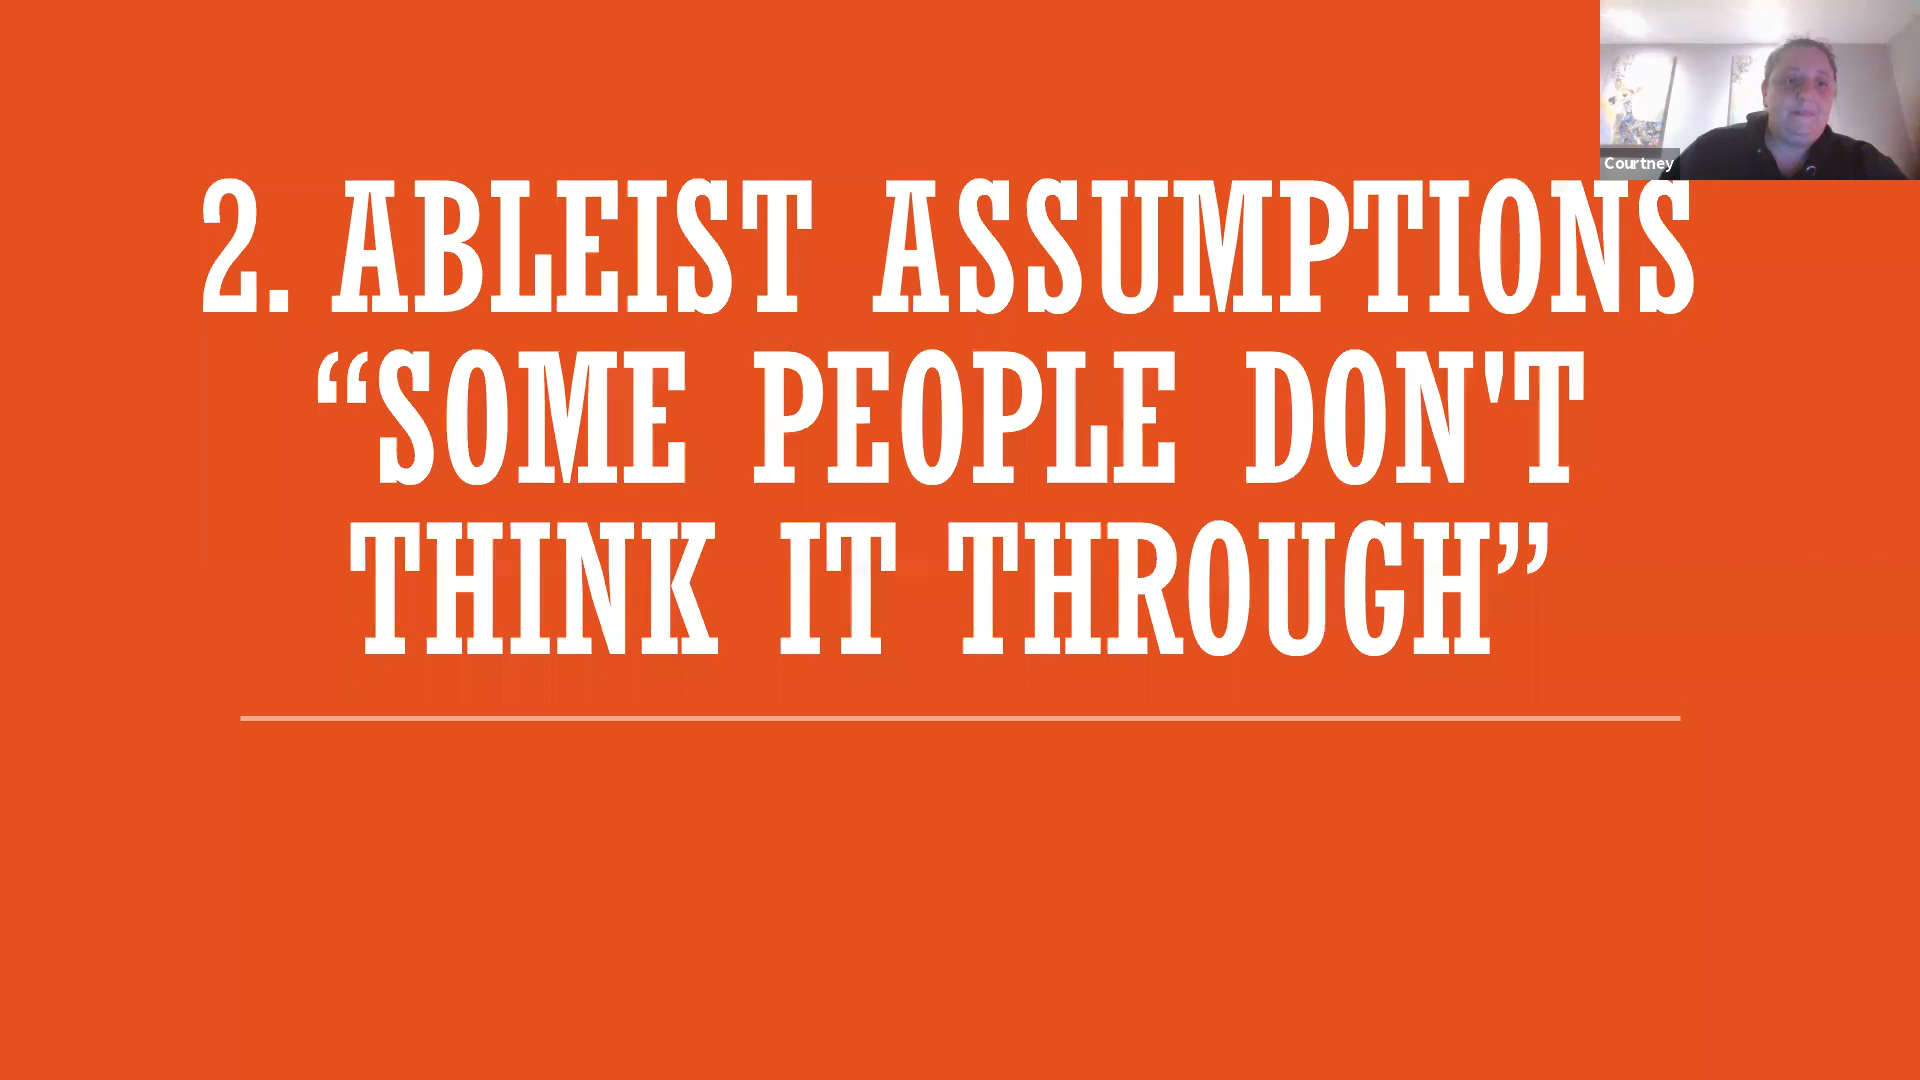 Courtney
2. ABLEIST ASSUMPTIONS
“SOME PEOPLE DON'T
THINK IT THROUGH”